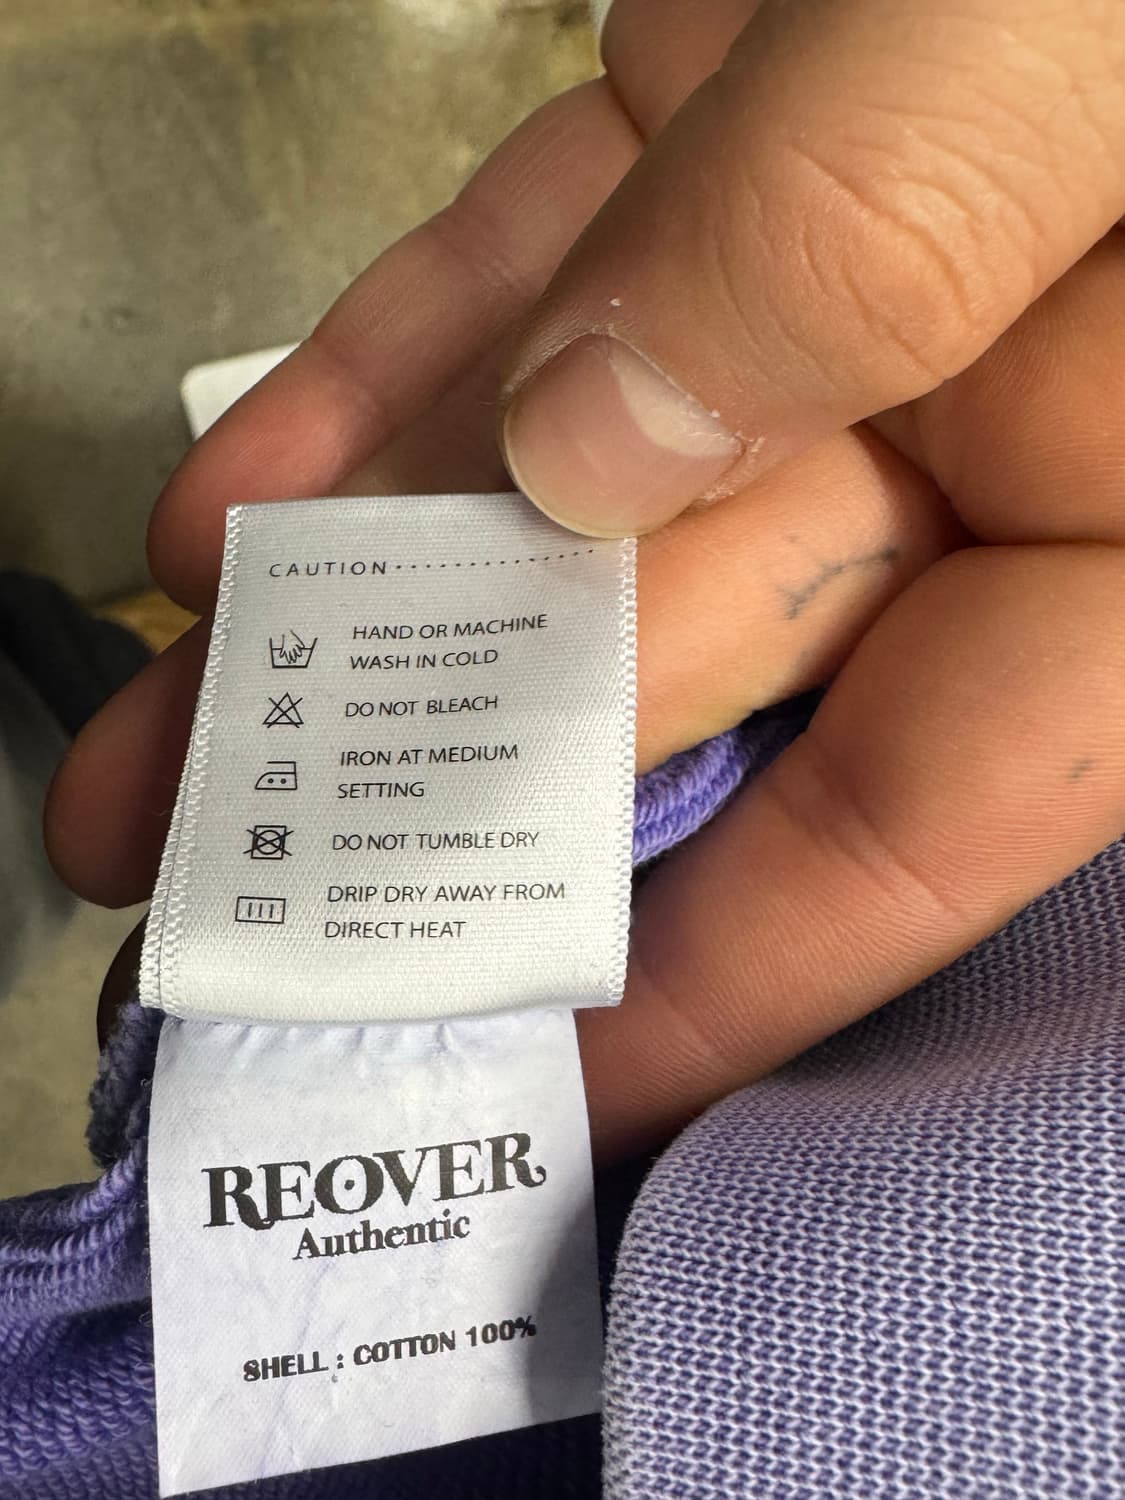 CAUTION··············
HAND OR MACHINE
WASH IN COLD
DO NOT BLEACH
IRON AT MEDIUM
SETTING
DO NOT TUMBLE DRY
DRIP DRY AWAY FROM
DIRECT HEAT
REOVER
Authentic
SHELL : COTTON 100%